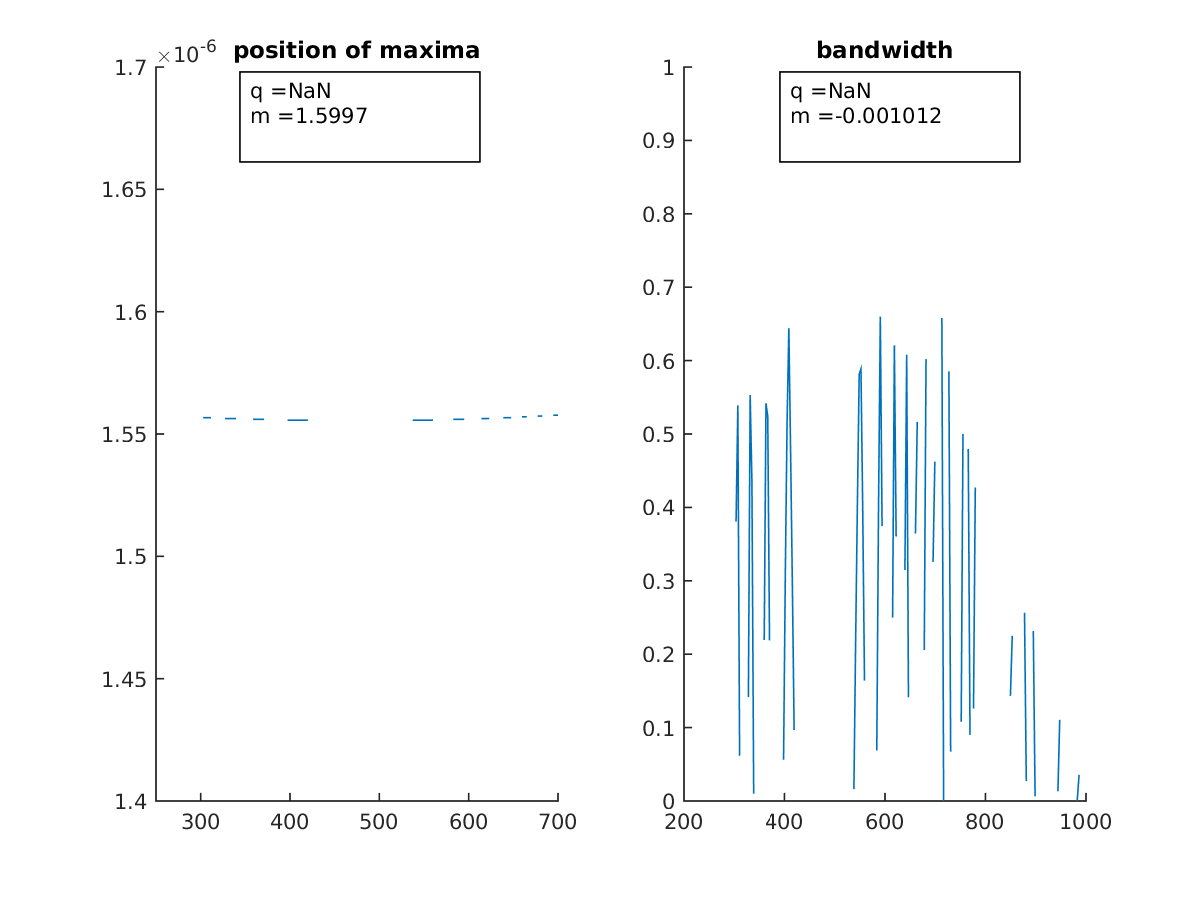 ×10-6
position of maxima
q =NaN
m =1.5997
1.7
1.65
1.6
1.55
1.5
1.45
1.4
300 400 500 600 700
bandwidth
q =NaN
m =-0.001012
1
0.9
0.8
0.7
0.6
0.5
0.4
0.3
0.2
0.1
0
200 400 600 800 1000